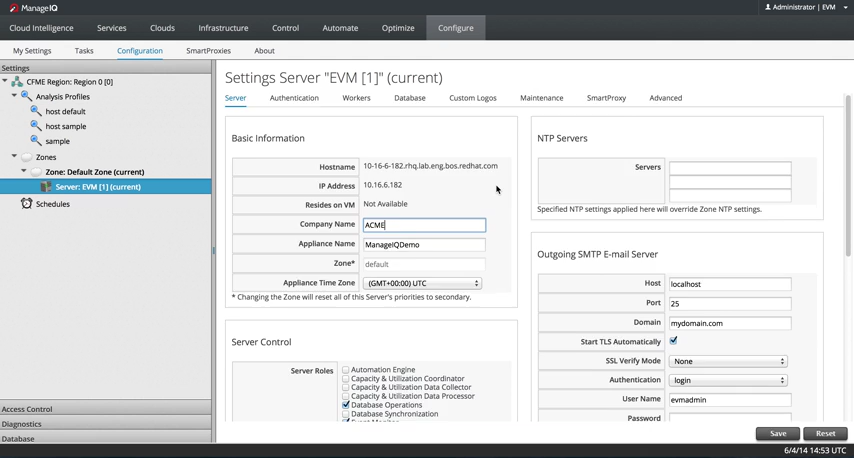 ManageIQ
Administrator | EVM
Cloud Intelligence Services Clouds Infrastructure Control Automate Optimize Configure
My Settings Tasks Configuration SmartProxies About
Settings
CFME Region: Region 0 [0]
Analysis Profiles
host default
host sample
sample
Zones
Zone: Default Zone (current)
Server: EVM [1] (current)
Schedules
Access Control
Diagnostics
Database
Settings Server "EVM [1]" (current)
Server Authentication Workers Database Custom Logos Maintenance SmartProxy Advanced
Basic Information
Hostname 10-16-6-182.rhq.lab.eng.bos.redhat.com
IP Address 10.16.6.182
Resides on VM Not Available
Company Name ACME
Appliance Name ManageIQDemo
Zone* default
Appliance Time Zone (GMT+00:00) UTC
* Changing the Zone will reset all of this Server's priorities to secondary.
Server Control
Server Roles Automation Engine
Capacity & Utilization Coordinator
Capacity & Utilization Data Collector
Capacity & Utilization Data Processor
Database Operations
Database Synchronization
Event Monitor
NTP Servers
Servers
Specified NTP settings applied here will override Zone NTP settings.
Outgoing SMTP E-mail Server
Host localhost
Port 25
Domain mydomain.com
Start TLS Automatically
SSL Verify Mode None
Authentication login
User Name evmadmin
Password
Save Reset
6/4/14 14:53 UTC